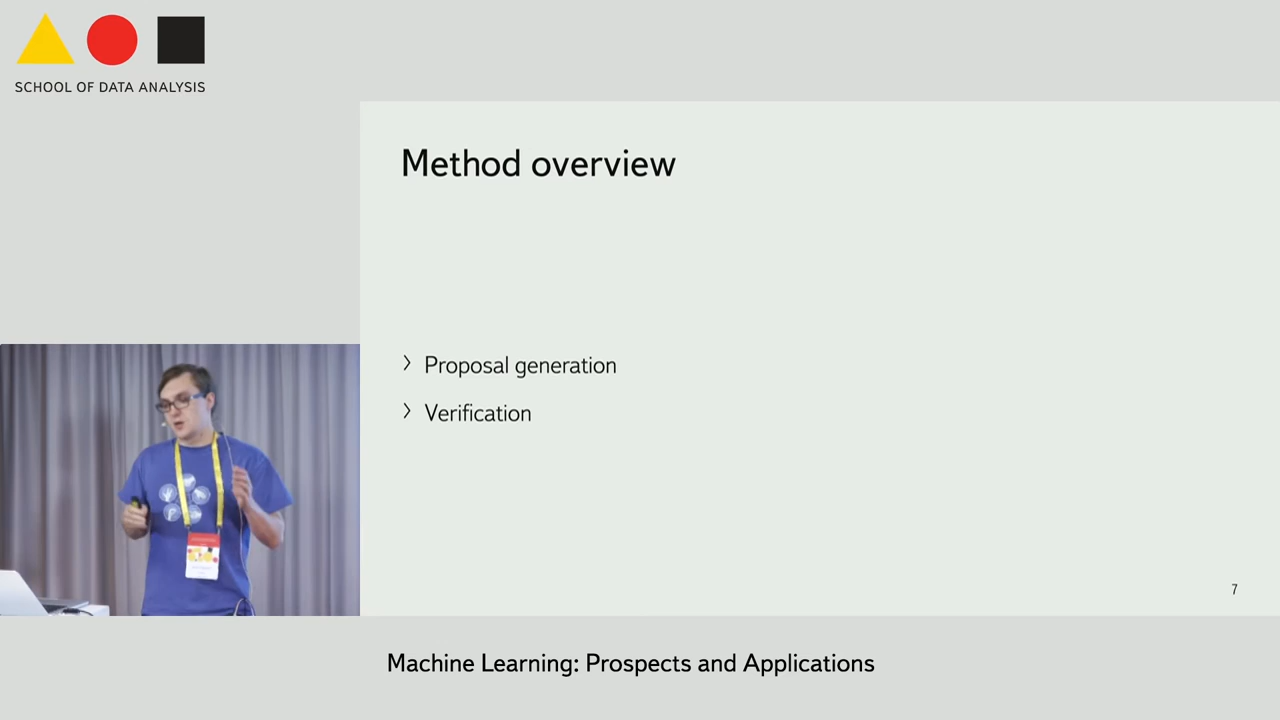 SCHOOL OF DATA ANALYSIS
Method overview
Proposal generation
Verification
7
Machine Learning: Prospects and Applications